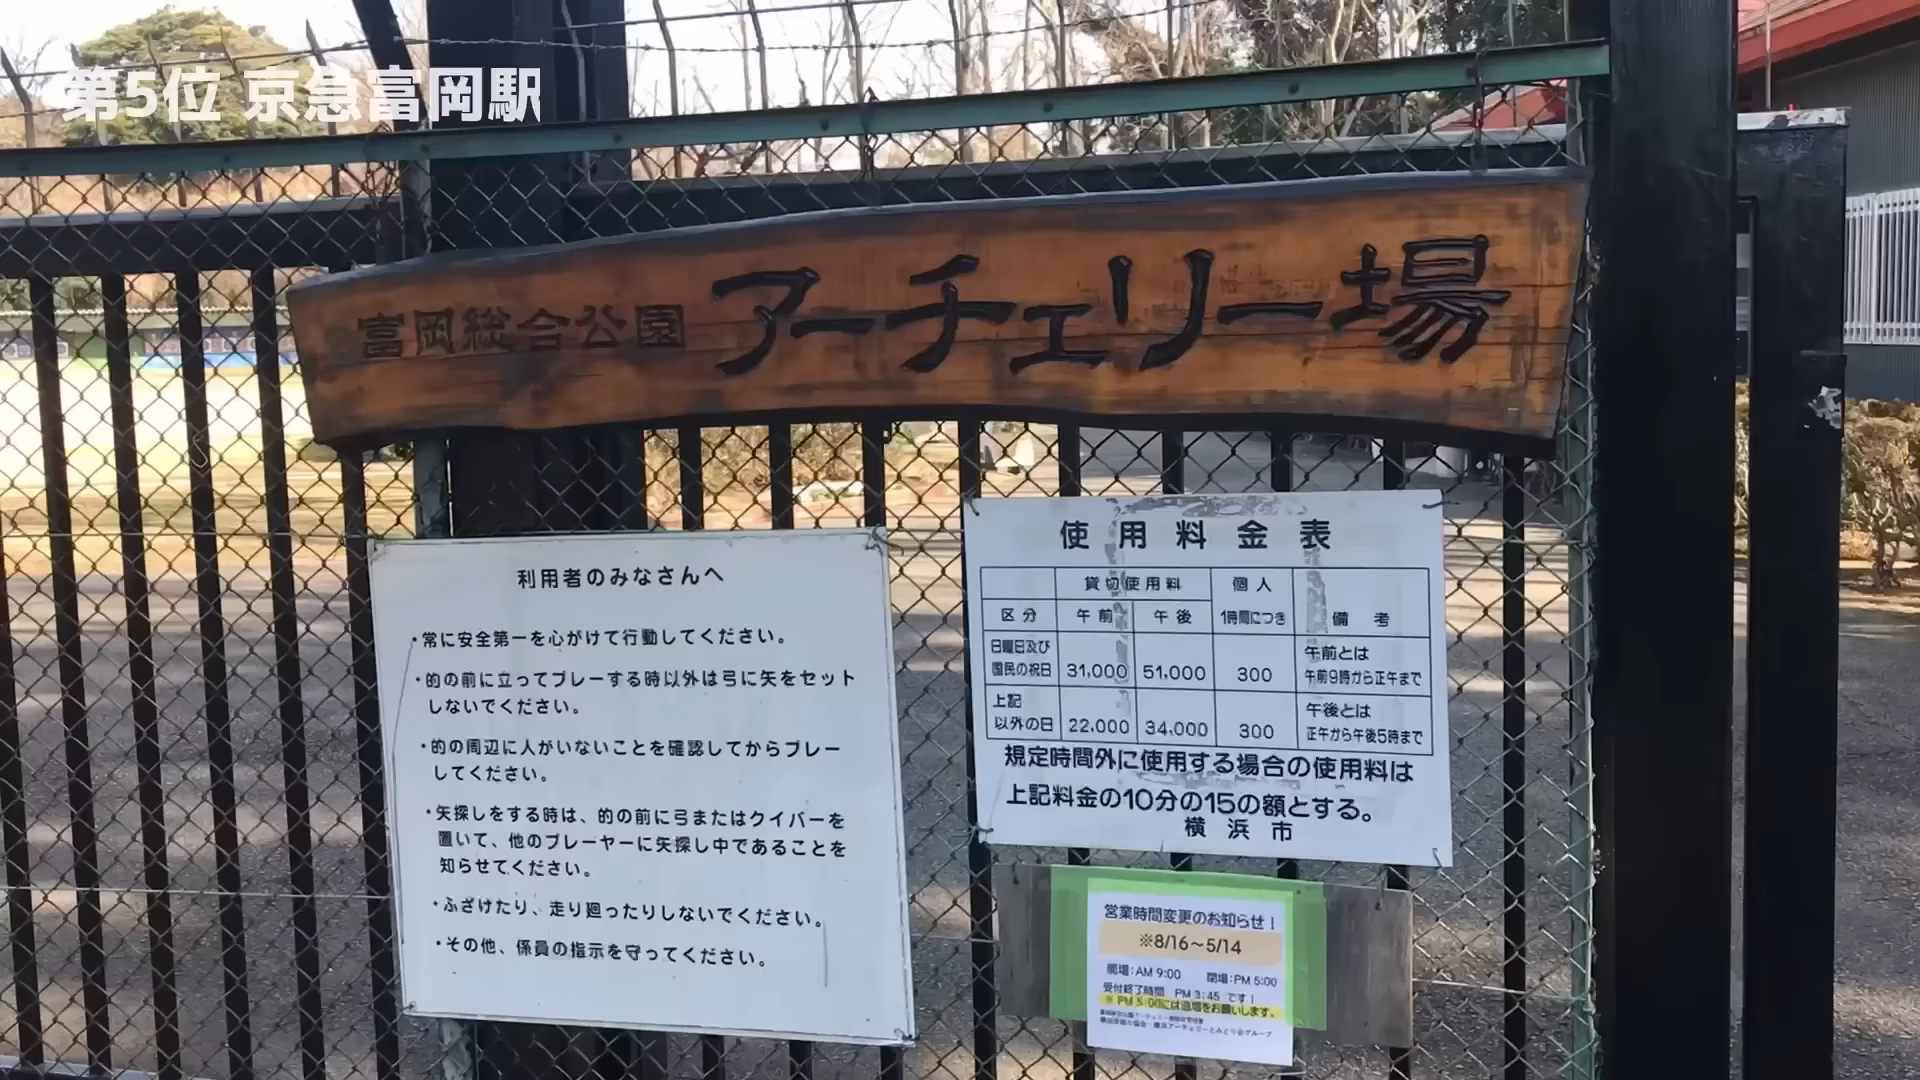 第5位 京急富岡駅
富岡総合公園 アーチェリー場
利用者のみなさんへ
・常に安全第一を心がけて行動してください。
・的の前に立ってプレーする時以外は弓に矢をセット
しないでください。
・的の周辺に人がいないことを確認してからプレー
してください。
・矢探しをする時は、的の前に弓またはクイバーを
置いて、他のプレーヤーに矢探し中であることを
知らせてください。
・ふざけたり、走り廻ったりしないでください。
・その他、係員の指示を守ってください。
使用料金表
貸切使用料 個人
区分 午前 午後 1時間につき 備考
日曜日及び 午前とは
国民の祝日 31,000 51,000 300 午前9時から正午まで
上記 午後とは
以外の日 22,000 34,000 300 正午から午後5時まで
規定時間外に使用する場合の使用料は
上記料金の10分の15の額とする。
横浜市
営業時間変更のお知らせ!
※8/16～5/14
開場:AM 9:00 閉場:PM 5:00
受付終了時間 PM 3:45 です!
※ PM 5:00には退場をお願いします。